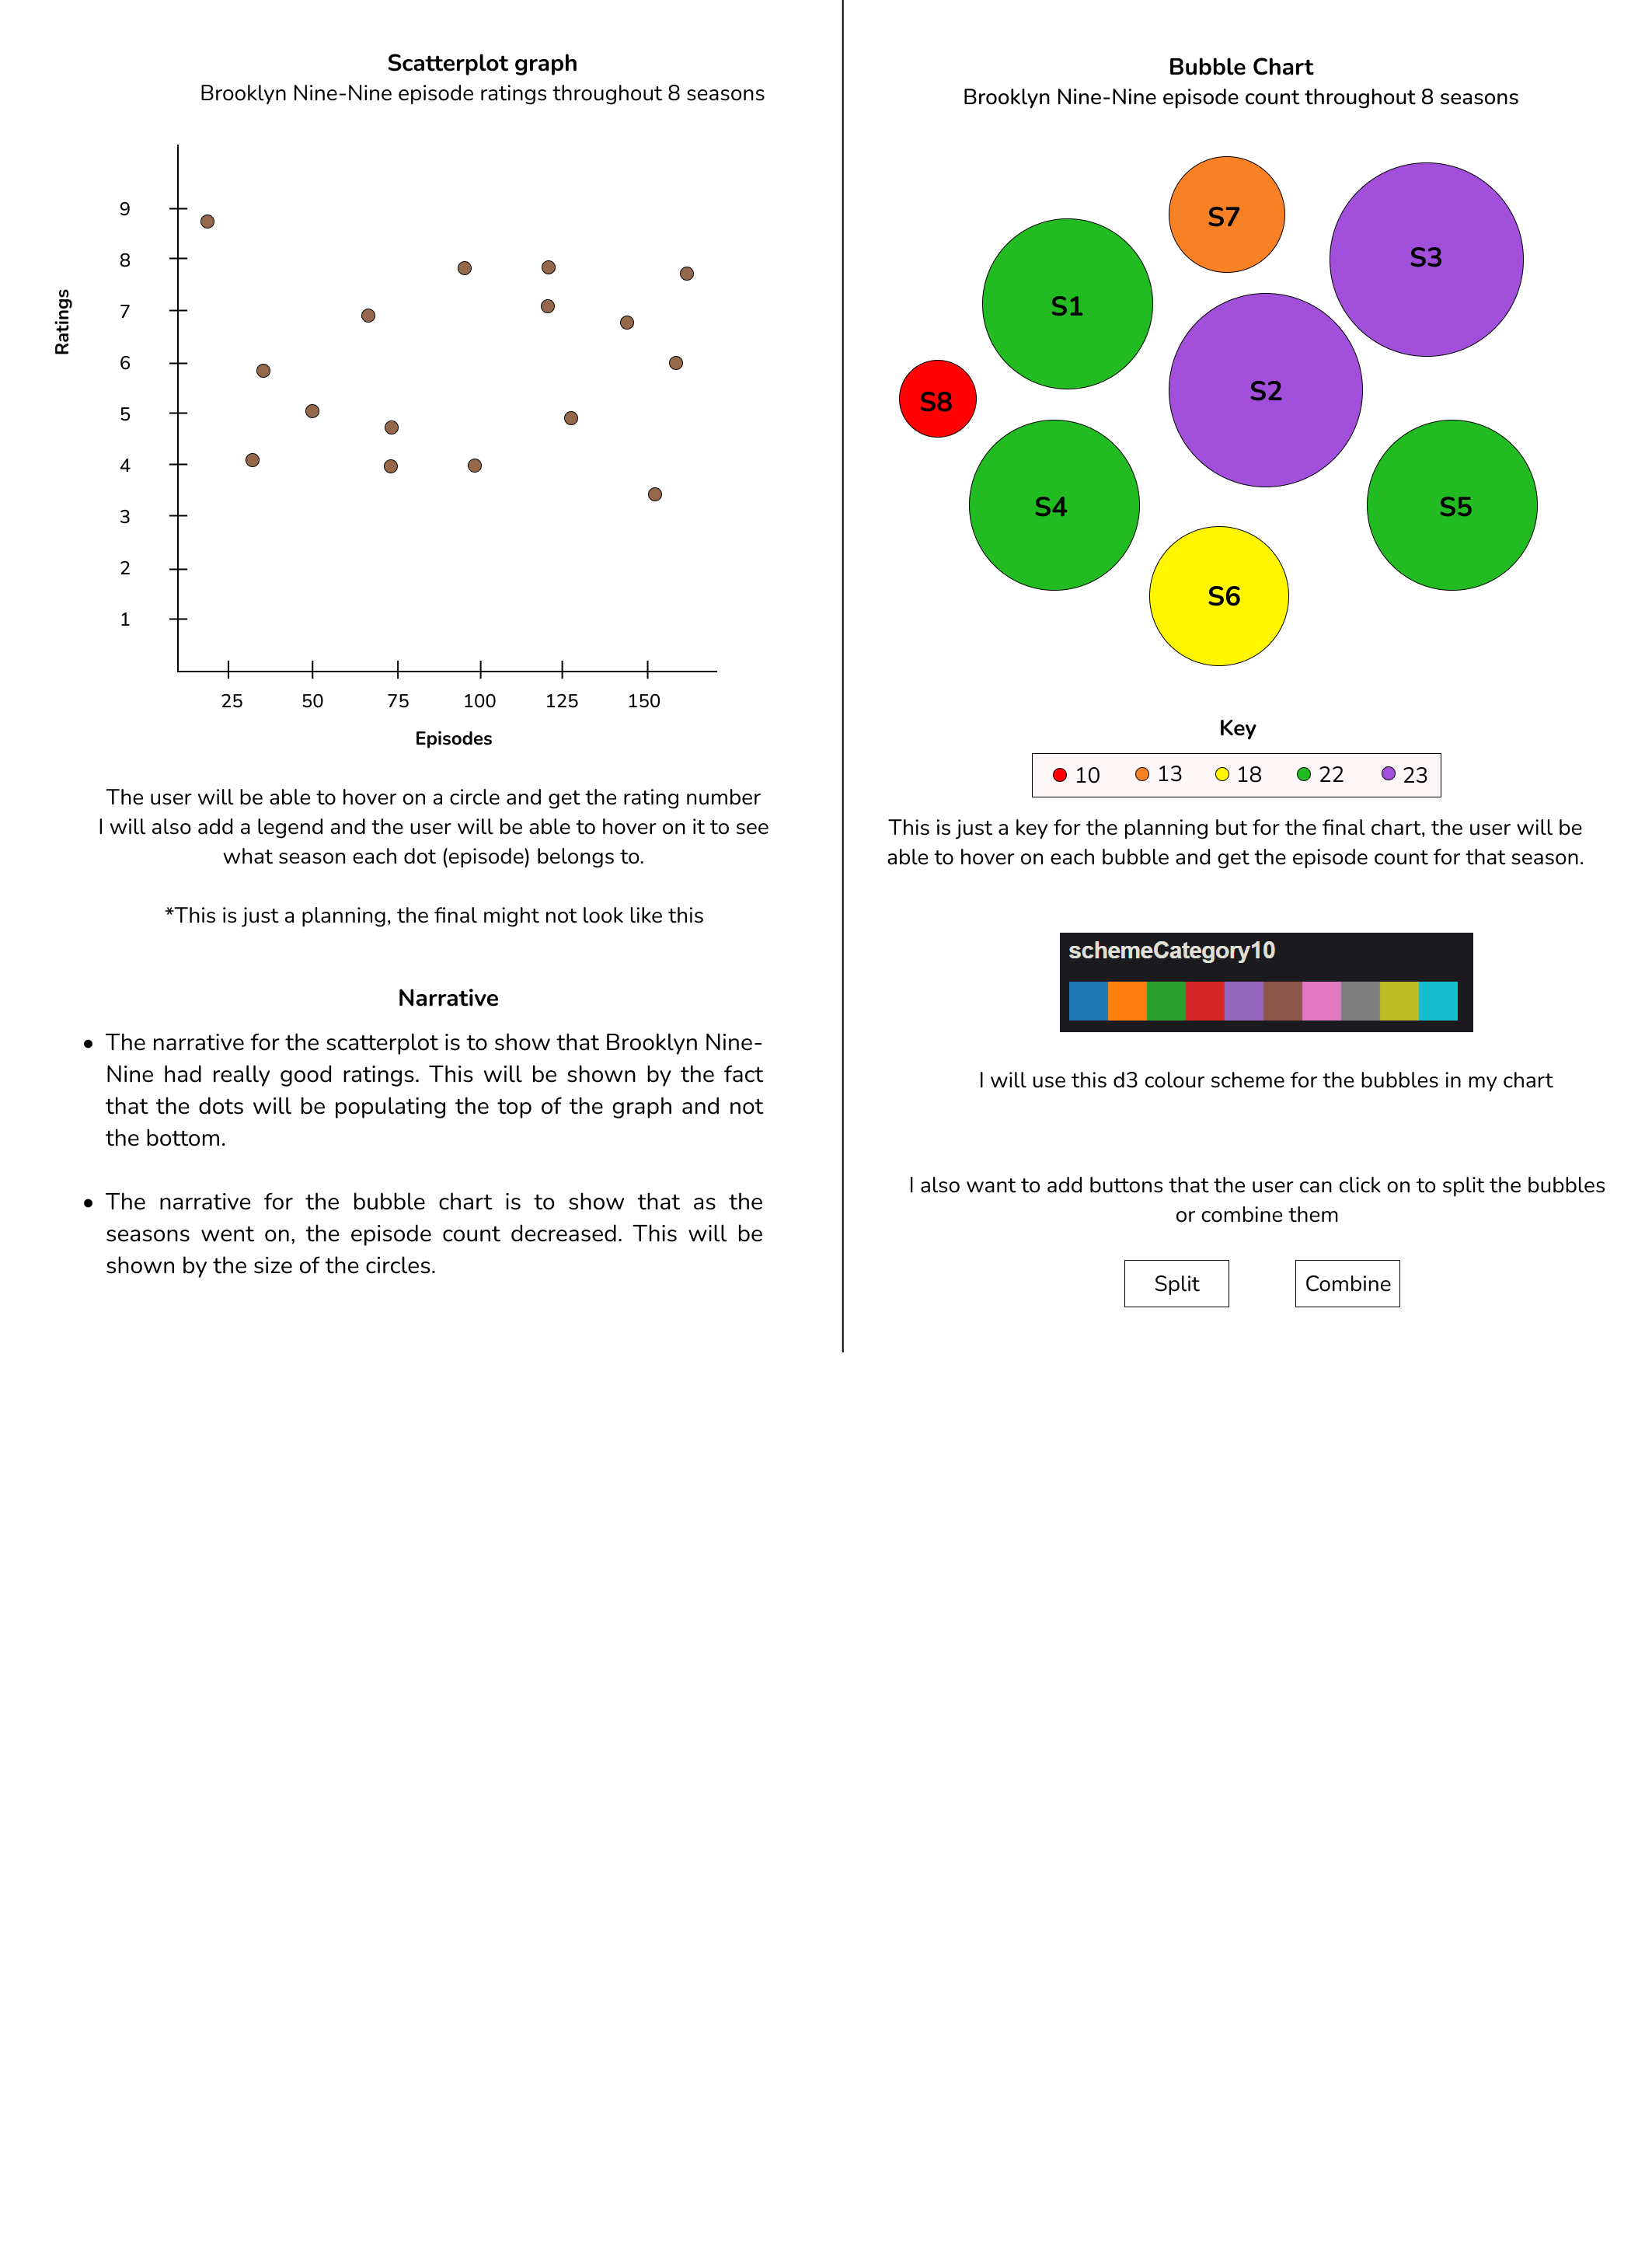 Scatterplot graph
Brooklyn Nine-Nine episode ratings throughout 8 seasons
Ratings
9
8
7
6
5
4
3
2
1
25 50 75 100 125 150
Episodes
The user will be able to hover on a circle and get the rating number
I will also add a legend and the user will be able to hover on it to see
what season each dot (episode) belongs to.
*This is just a planning, the final might not look like this
Narrative
• The narrative for the scatterplot is to show that Brooklyn Nine-
Nine had really good ratings. This will be shown by the fact
that the dots will be populating the top of the graph and not
the bottom.
• The narrative for the bubble chart is to show that as the
seasons went on, the episode count decreased. This will be
shown by the size of the circles.
Bubble Chart
Brooklyn Nine-Nine episode count throughout 8 seasons
S7
S3
S1
S2
S8
S4
S5
S6
Key
10 13 18 22 23
This is just a key for the planning but for the final chart, the user will be
able to hover on each bubble and get the episode count for that season.
schemeCategory10
I will use this d3 colour scheme for the bubbles in my chart
I also want to add buttons that the user can click on to split the bubbles
or combine them
Split Combine